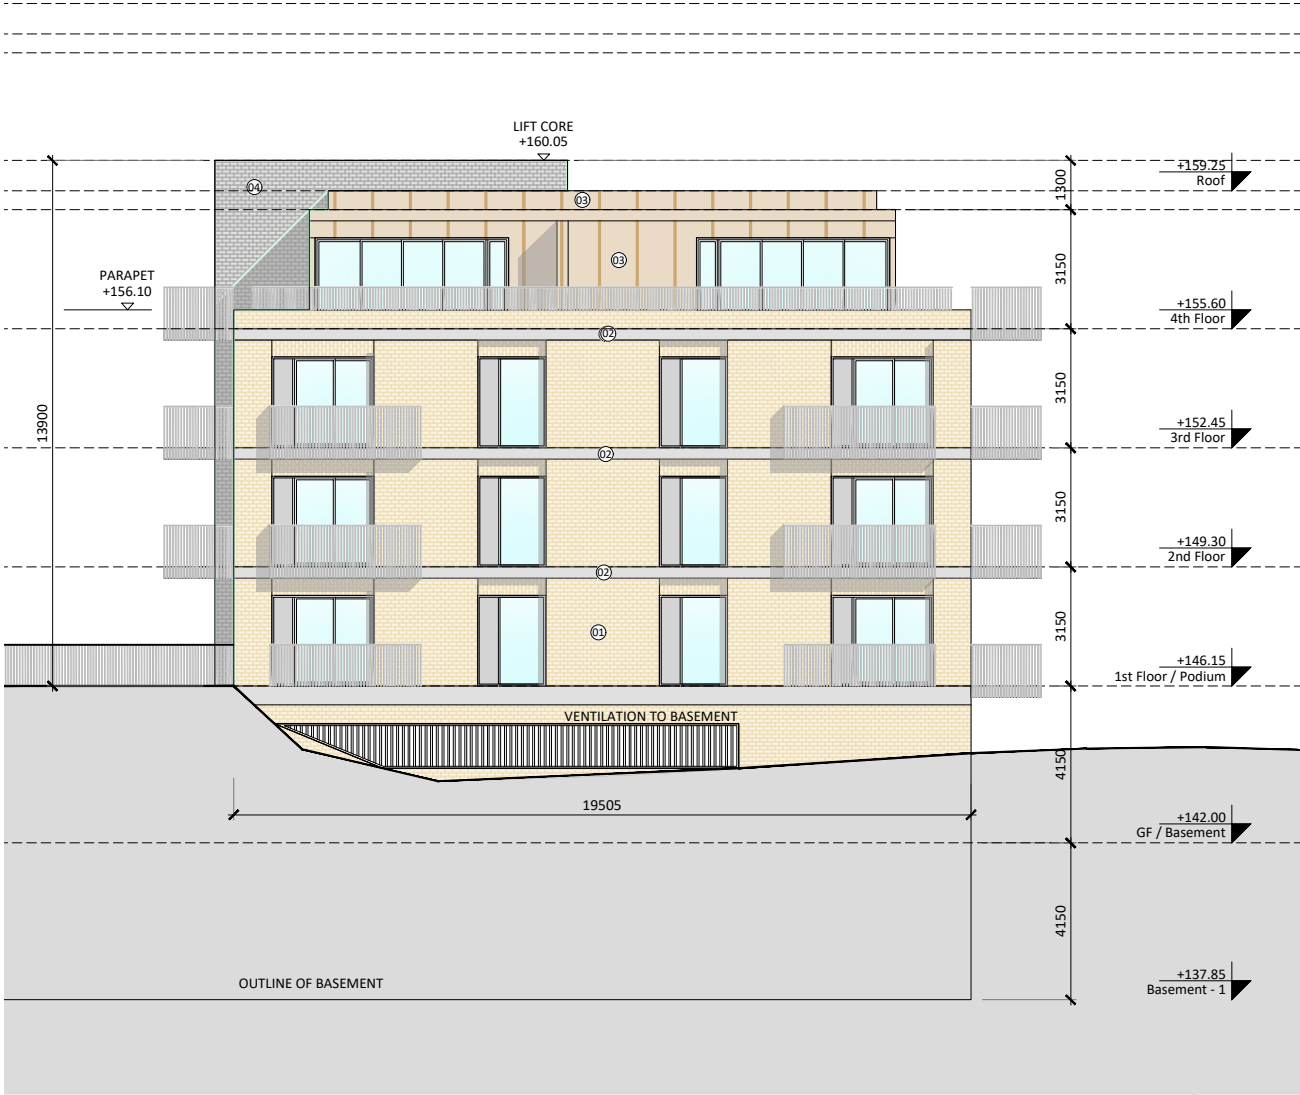 LIFT CORE
+160.05
04
03
03
+159.25
Roof
1300
PARAPET
+156.10
3150
+155.60
4th Floor
02
3150
13900
+152.45
3rd Floor
02
3150
+149.30
2nd Floor
02
3150
01
+146.15
1st Floor / Podium
VENTILATION TO BASEMENT
4150
19505
+142.00
GF / Basement
4150
OUTLINE OF BASEMENT
+137.85
Basement - 1